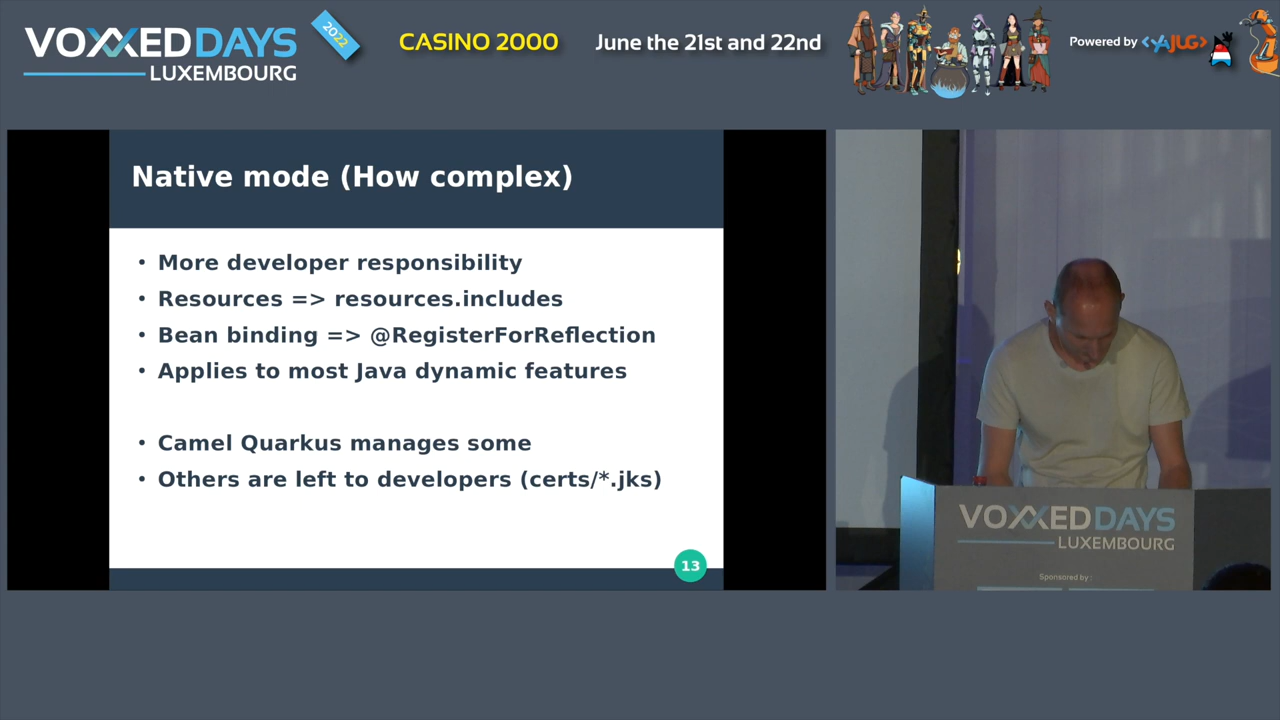 VOXXED DAYS
LUXEMBOURG
2022
CASINO 2000
June the 21st and 22nd
Powered by <YAJUG>
Native mode (How complex)
• More developer responsibility
• Resources => resources.includes
• Bean binding => @RegisterForReflection
• Applies to most Java dynamic features
• Camel Quarkus manages some
• Others are left to developers (certs/*.jks)
13
VOXXED DAYS
LUXEMBOURG
Sponsored by :